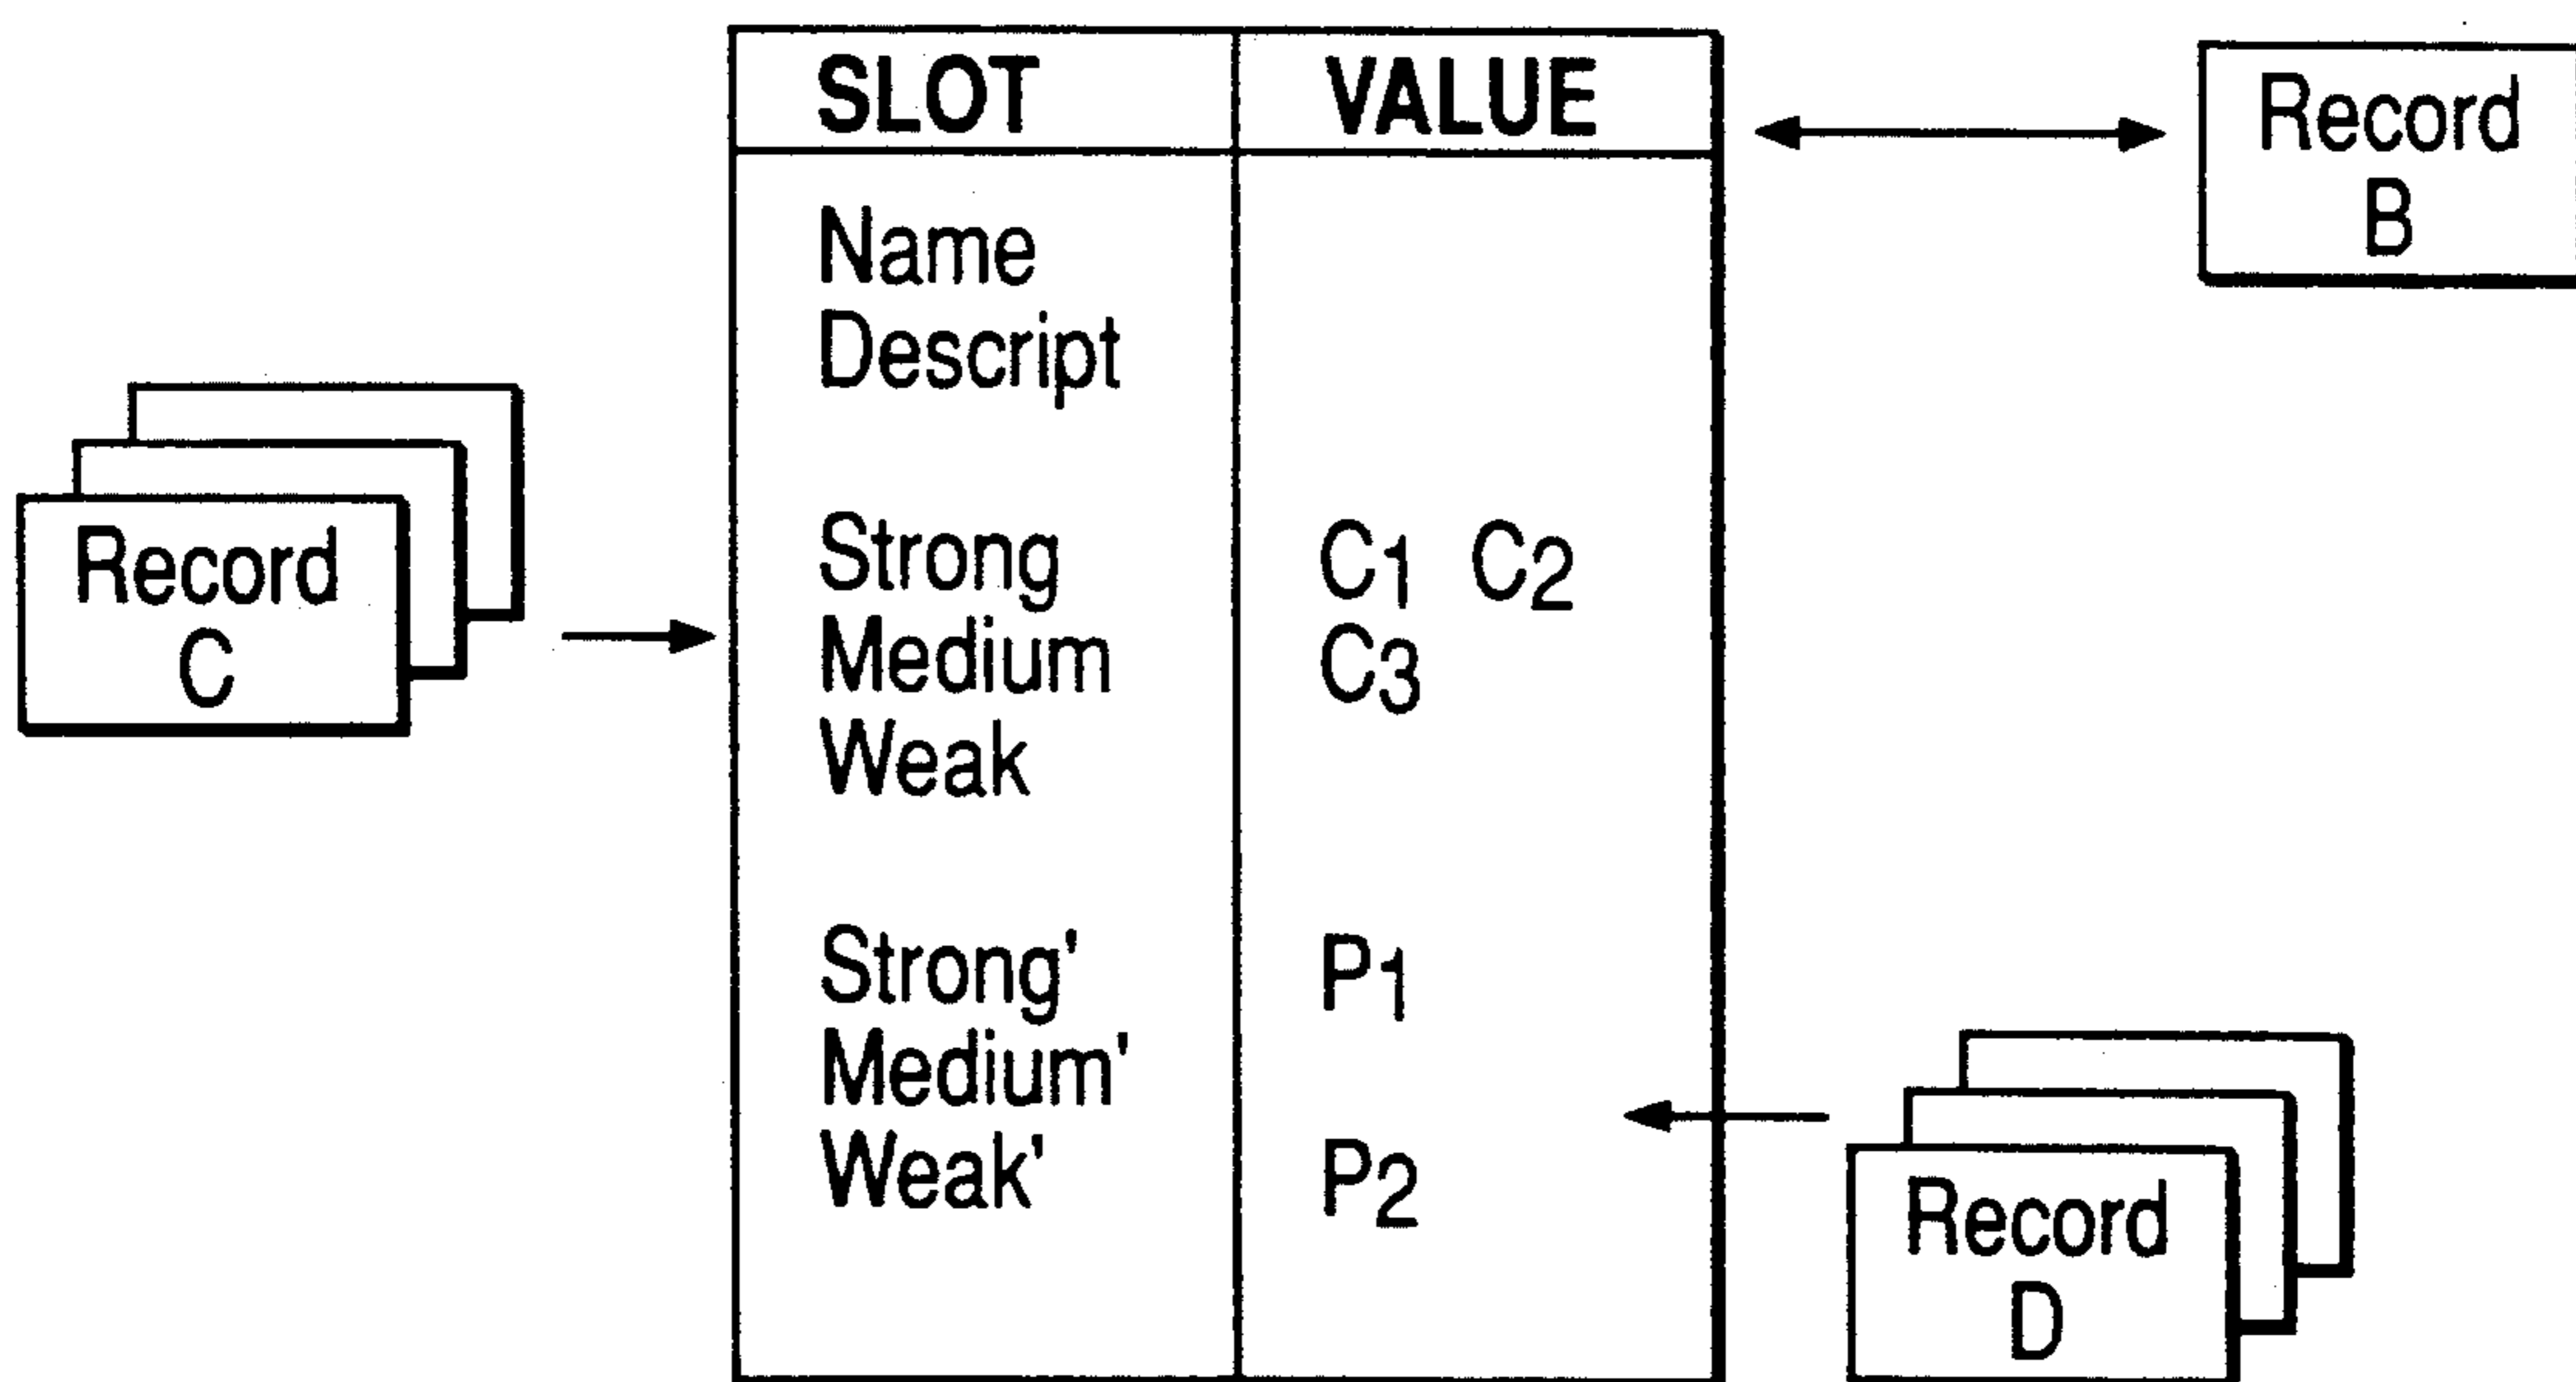 SLOT VALUE
Record
B
Name
Descript
Record
C
Strong C1 C2
Medium C3
Weak
Strong' P1
Medium'
Weak' P2
Record
D